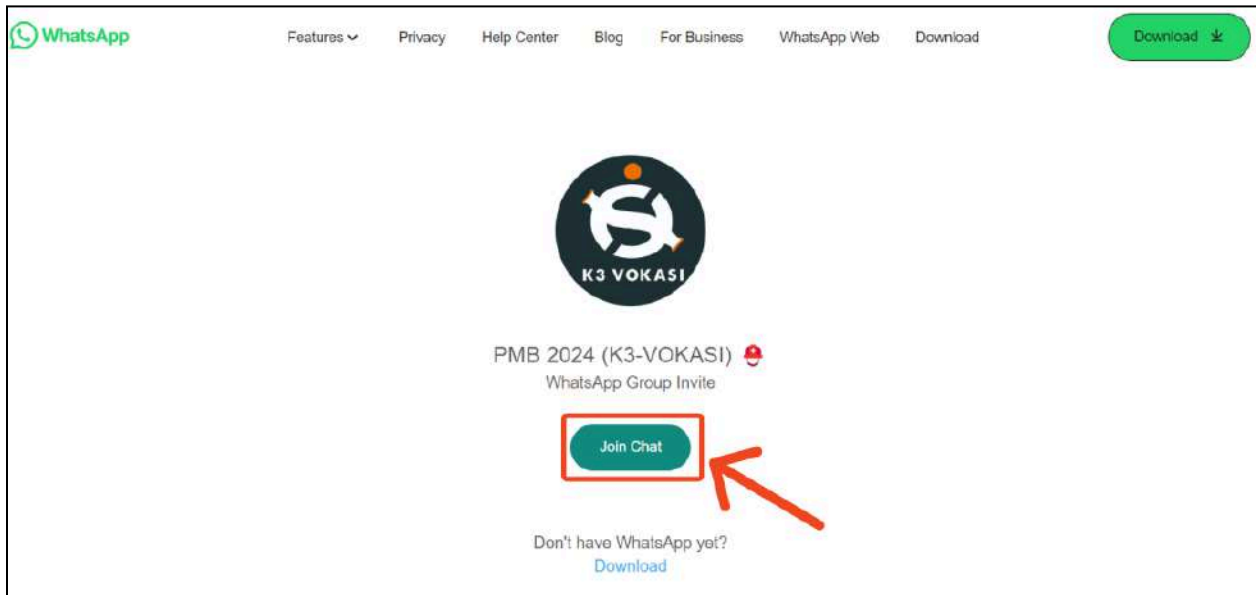 WhatsApp
Features Privacy Help Center Blog For Business WhatsApp Web Download Download
K3 VOKASI
PMB 2024 (K3-VOKASI)
WhatsApp Group Invite
Join Chat
Don't have WhatsApp yet?
Download